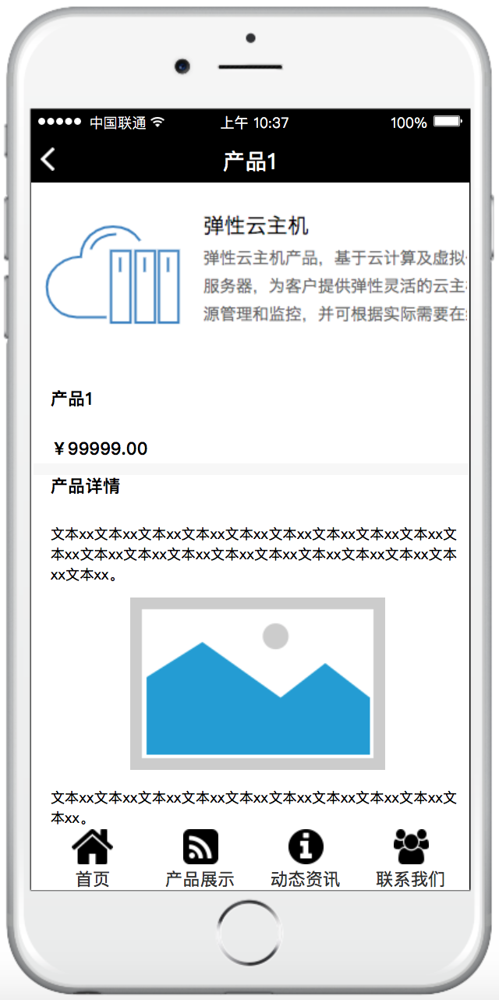 中国联通 上午 10:37 100%
产品1
弹性云主机
弹性云主机产品，基于云计算及虚拟
服务器，为客户提供弹性灵活的云主
源管理和监控，并可根据实际需要在
产品1
￥99999.00
产品详情
文本xx文本xx文本xx文本xx文本xx文本xx文本xx文本xx文本xx文
本xx文本xx文本xx文本xx文本xx文本xx文本xx文本xx文本xx文本
xx文本xx。
文本xx文本xx文本xx文本xx文本xx文本xx文本xx文本xx文本xx文
本xx。
首页 产品展示 动态资讯 联系我们